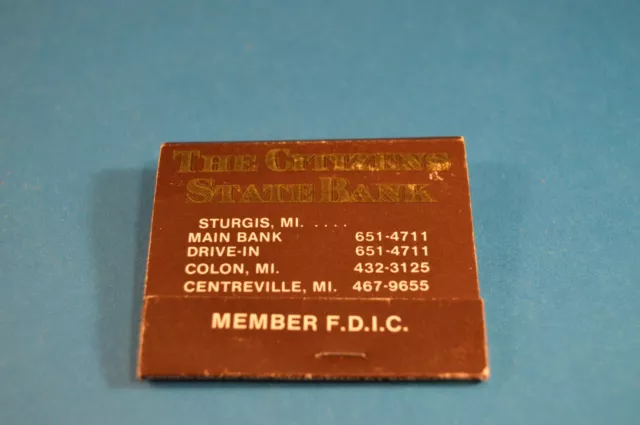 THE CITIZENS
STATE BANK
STURGIS, MI. ....
MAIN BANK 651-4711
DRIVE-IN 651-4711
COLON, MI. 432-3125
CENTREVILLE, MI. 467-9655
MEMBER F.D.I.C.